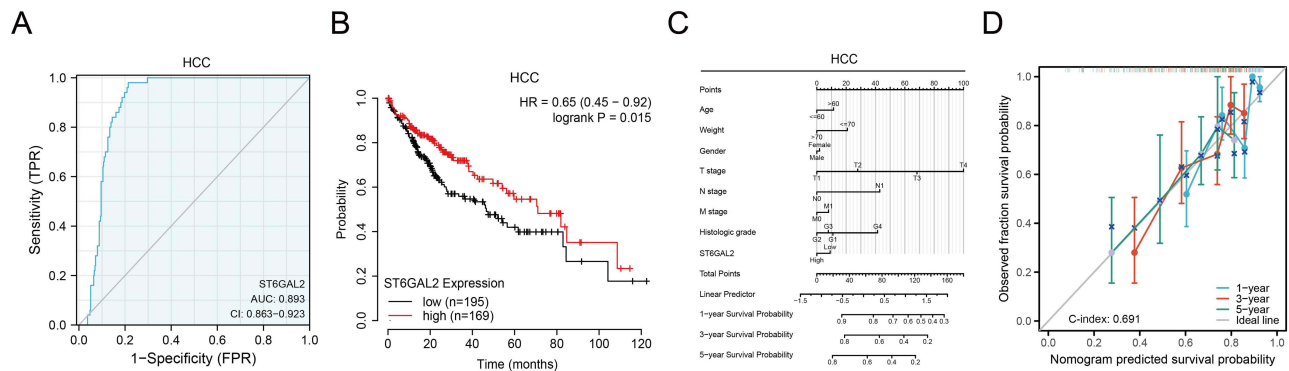 A
HCC
Sensitivity (TPR)
1.0
0.8
0.6
0.4
0.2
0.0
0.0 0.2 0.4 0.6 0.8 1.0
1−Specificity (FPR)
ST6GAL2
AUC: 0.893
CI: 0.863−0.923
B
HCC
HR = 0.65 (0.45 − 0.92)
logrank P = 0.015
Probability
1.0
0.8
0.6
0.4
0.2
0.0
ST6GAL2 Expression
low (n=195)
high (n=169)
0 20 40 60 80 100 120
Time (months)
C
HCC
Points
0 20 40 60 80 100
Age
>60
<=60
Weight
<=70
>70
Gender
Female
Male
T stage
T2 T4
T1 T3
N stage
N1
N0
M stage
M1
M0
Histologic grade
G3 G4
G2 G1
ST6GAL2
Low
High
Total Points
0 40 80 120 160
Linear Predictor
−1.5 −0.5 0.5 1.5
1−year Survival Probability
0.9 0.8 0.7 0.6 0.5 0.4 0.3
3−year Survival Probability
0.8 0.6 0.4 0.2
5−year Survival Probability
0.8 0.6 0.4 0.2
D
Observed fraction survival probability
1.0
0.8
0.6
0.4
0.2
0.0
C-index: 0.691
1-year
3-year
5-year
Ideal line
0.0 0.2 0.4 0.6 0.8 1.0
Nomogram predicted survival probability